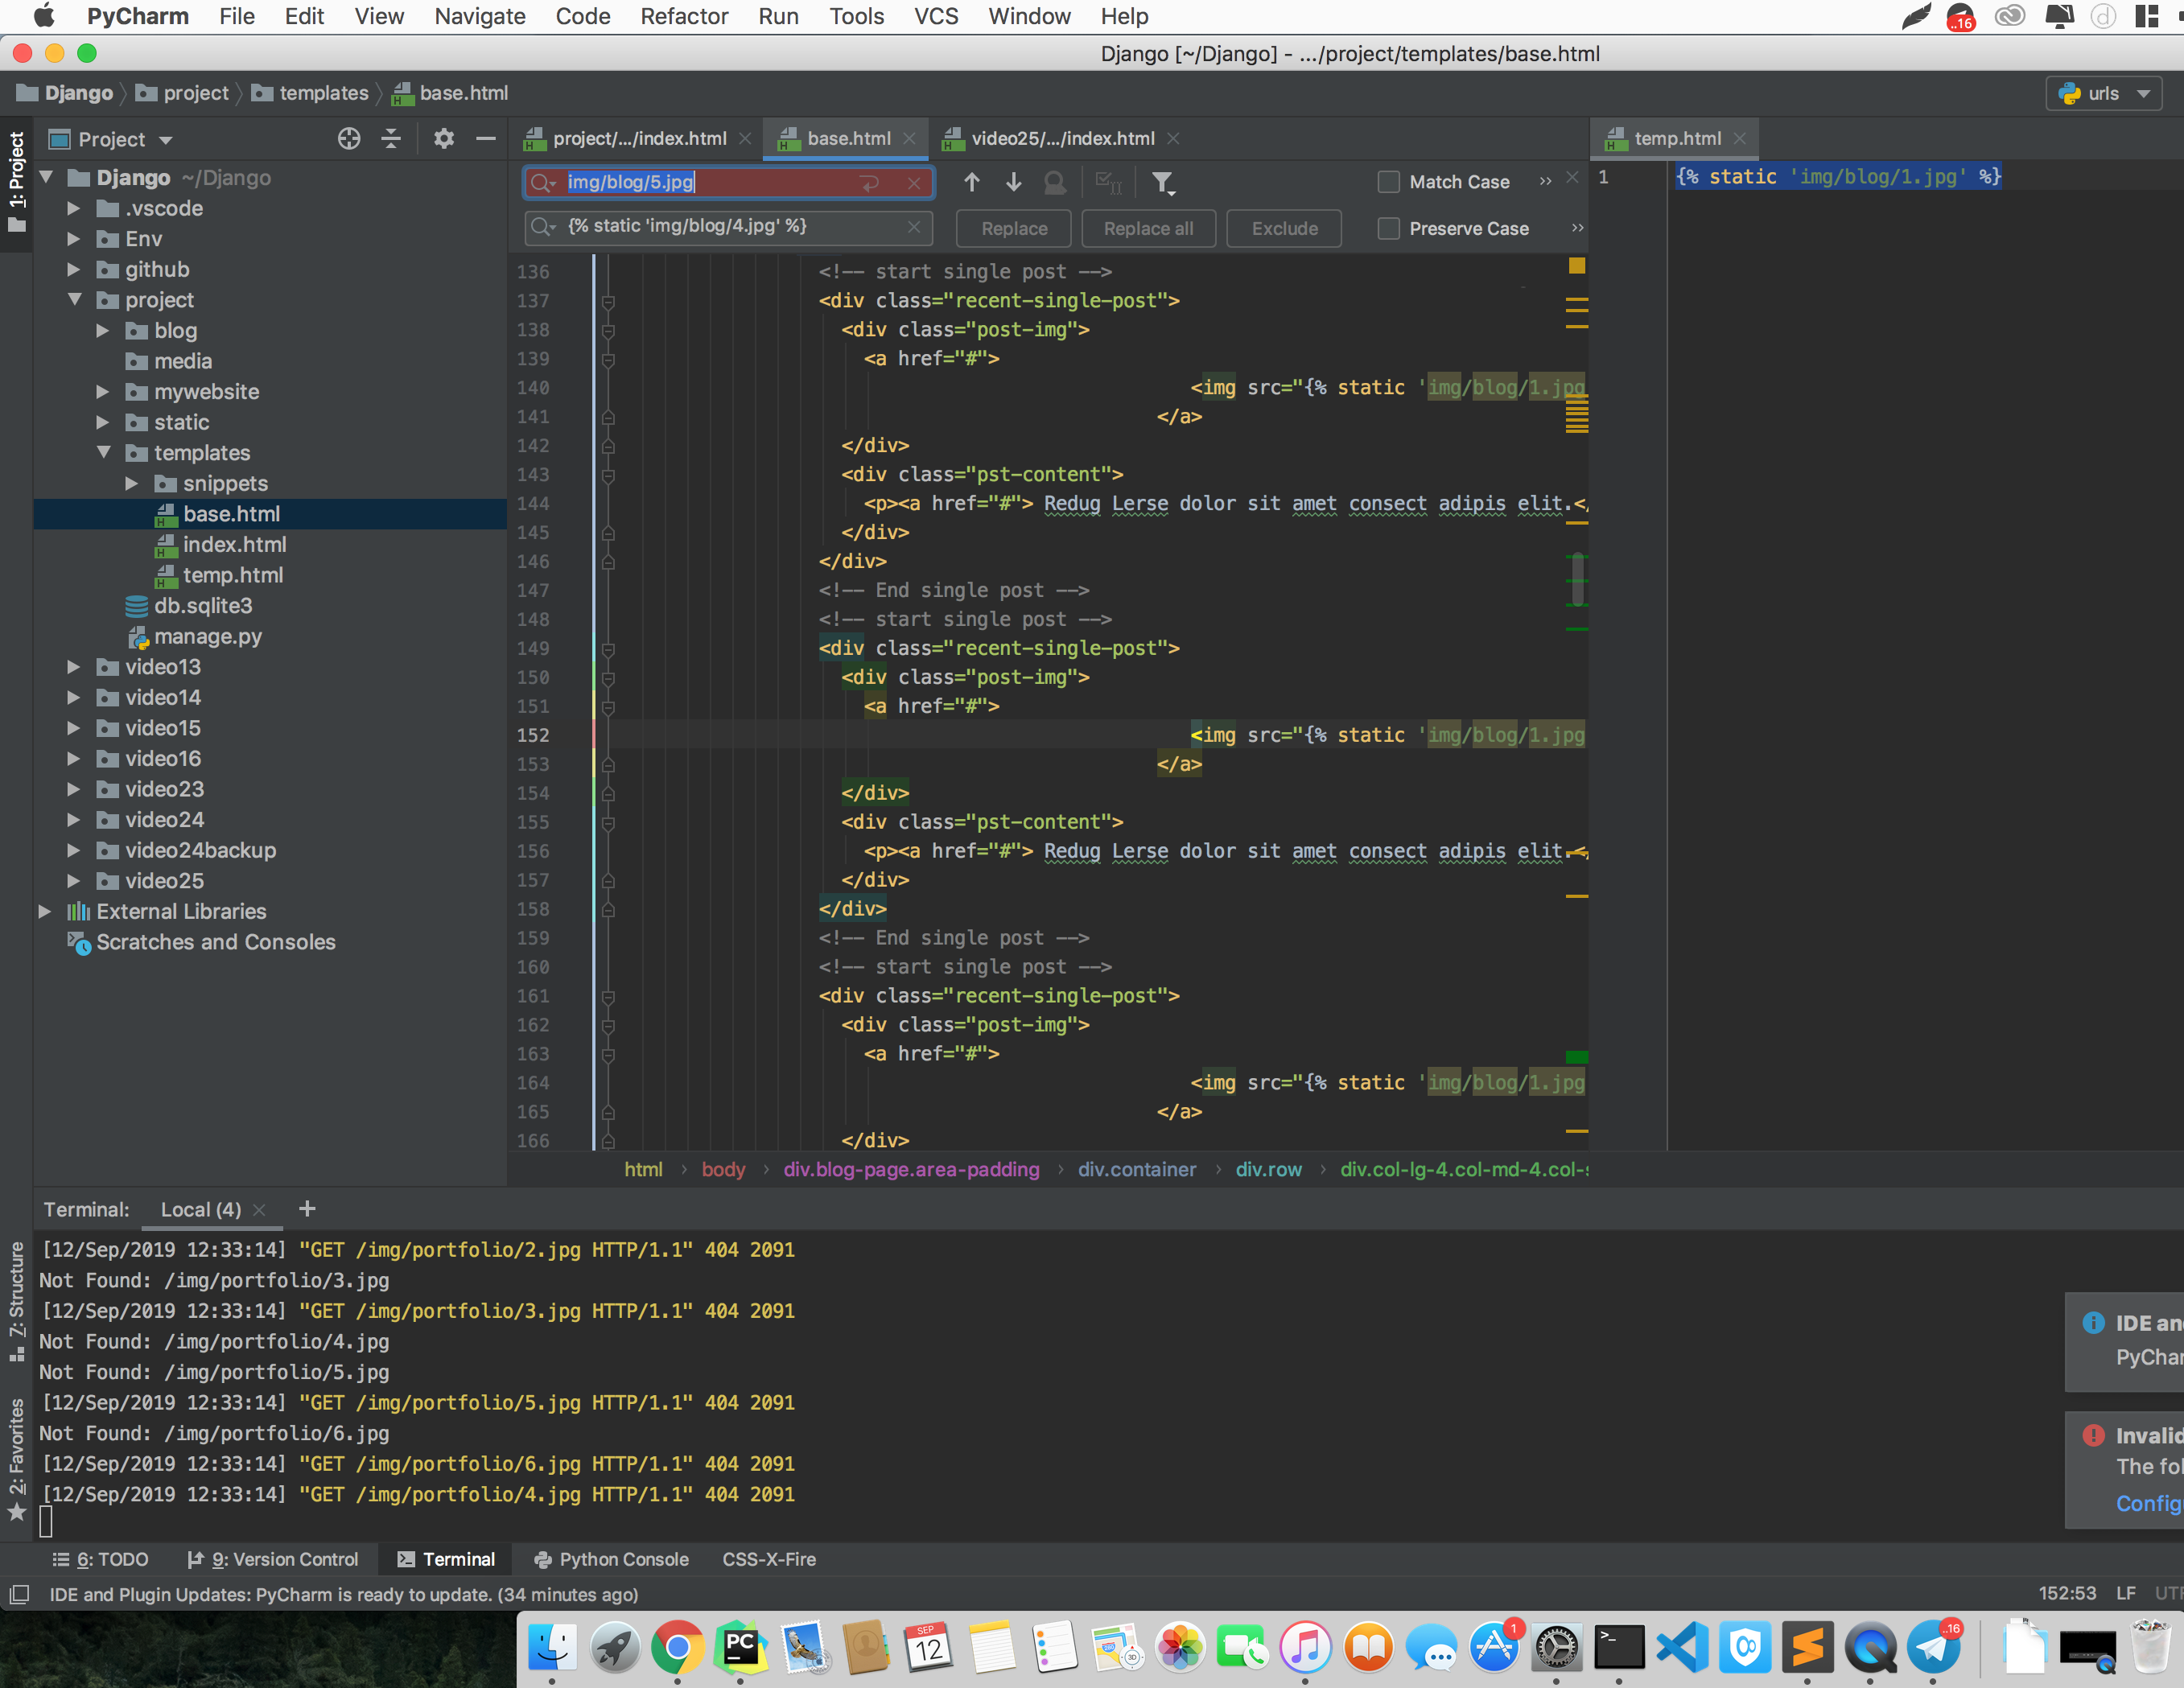 PyCharm File Edit View Navigate Code Refactor Run Tools VCS Window Help
..16
Django [~/Django] - .../project/templates/base.html
Django project templates base.html
urls
Project
project/.../index.html base.html video25/.../index.html
temp.html
1: Project
Django ~/Django
.vscode
Env
github
project
blog
media
mywebsite
static
templates
snippets
base.html
index.html
temp.html
db.sqlite3
manage.py
video13
video14
video15
video16
video23
video24
video24backup
video25
External Libraries
Scratches and Consoles
img/blog/5.jpg
Match Case
{% static 'img/blog/4.jpg' %}
Replace Replace all Exclude
Preserve Case
136 <!-- start single post -->
137 <div class="recent-single-post">
138 <div class="post-img">
139 <a href="#">
140 <img src="{% static 'img/blog/1.jpg
141 </a>
142 </div>
143 <div class="pst-content">
144 <p><a href="#"> Redug Lerse dolor sit amet consect adipis elit.</
145 </div>
146 </div>
147 <!-- End single post -->
148 <!-- start single post -->
149 <div class="recent-single-post">
150 <div class="post-img">
151 <a href="#">
152 <img src="{% static 'img/blog/1.jpg
153 </a>
154 </div>
155 <div class="pst-content">
156 <p><a href="#"> Redug Lerse dolor sit amet consect adipis elit.</
157 </div>
158 </div>
159 <!-- End single post -->
160 <!-- start single post -->
161 <div class="recent-single-post">
162 <div class="post-img">
163 <a href="#">
164 <img src="{% static 'img/blog/1.jpg
165 </a>
166 </div>
html body div.blog-page.area-padding div.container div.row div.col-lg-4.col-md-4.col-s
1 {% static 'img/blog/1.jpg' %}
Terminal: Local (4) +
[12/Sep/2019 12:33:14] "GET /img/portfolio/2.jpg HTTP/1.1" 404 2091
Not Found: /img/portfolio/3.jpg
[12/Sep/2019 12:33:14] "GET /img/portfolio/3.jpg HTTP/1.1" 404 2091
Not Found: /img/portfolio/4.jpg
Not Found: /img/portfolio/5.jpg
[12/Sep/2019 12:33:14] "GET /img/portfolio/5.jpg HTTP/1.1" 404 2091
Not Found: /img/portfolio/6.jpg
[12/Sep/2019 12:33:14] "GET /img/portfolio/6.jpg HTTP/1.1" 404 2091
[12/Sep/2019 12:33:14] "GET /img/portfolio/4.jpg HTTP/1.1" 404 2091
Z: Structure
2: Favorites
IDE an
PyChar
Invalid
The fol
Config
6: TODO 9: Version Control Terminal Python Console CSS-X-Fire
IDE and Plugin Updates: PyCharm is ready to update. (34 minutes ago)
152:53 LF UTF
PC
SEP
12
3D
1
..16